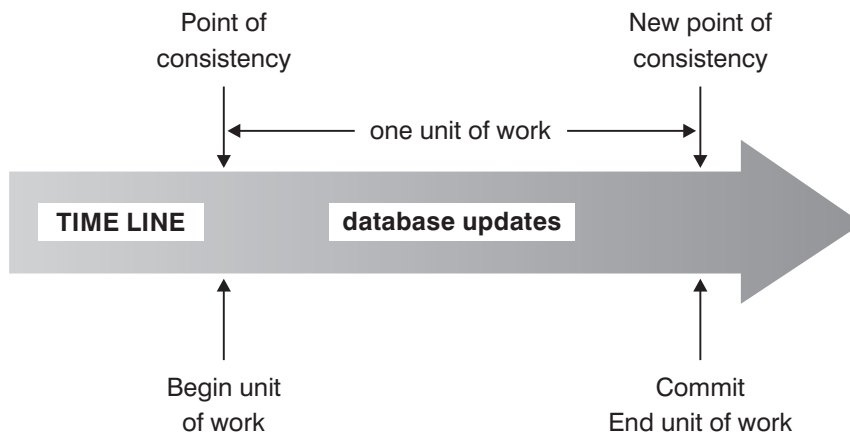 Point of
consistency
New point of
consistency
one unit of work
TIME LINE
database updates
Begin unit
of work
Commit
End unit of work